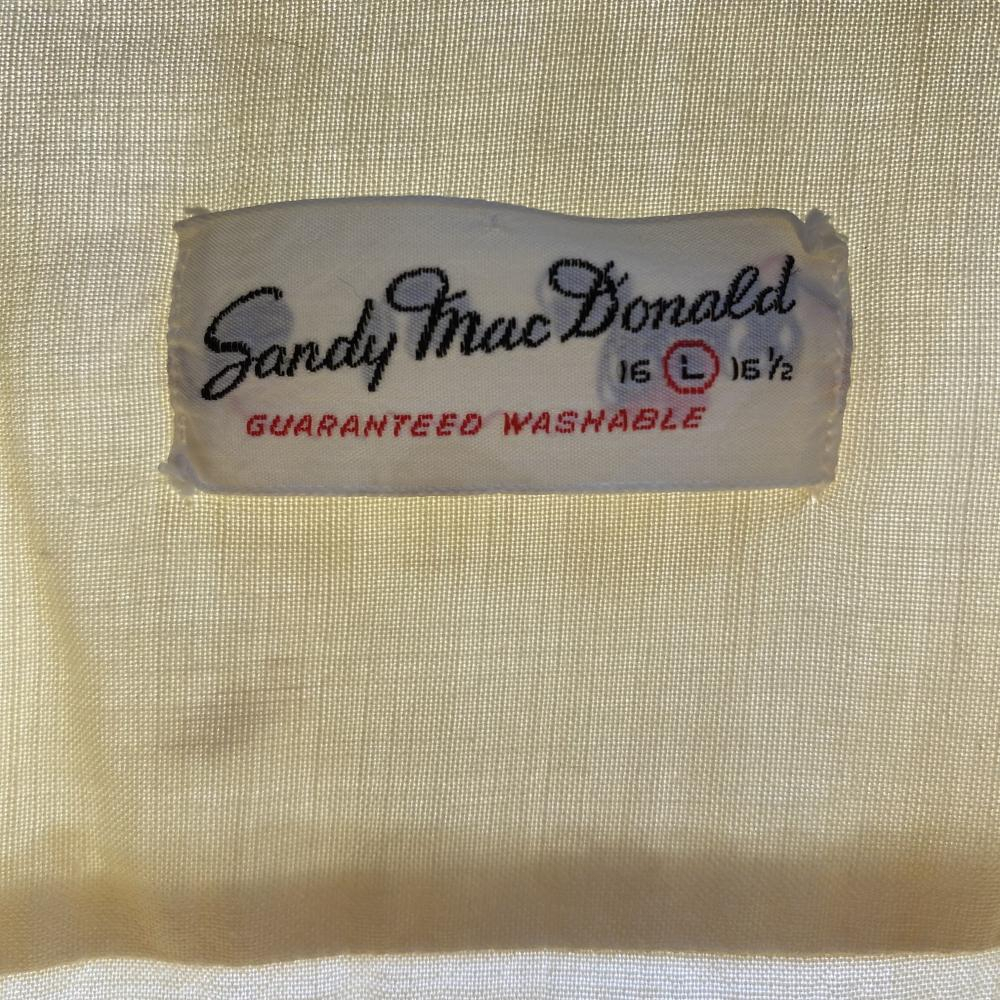 Sandy MacDonald
16 L 16½
GUARANTEED WASHABLE